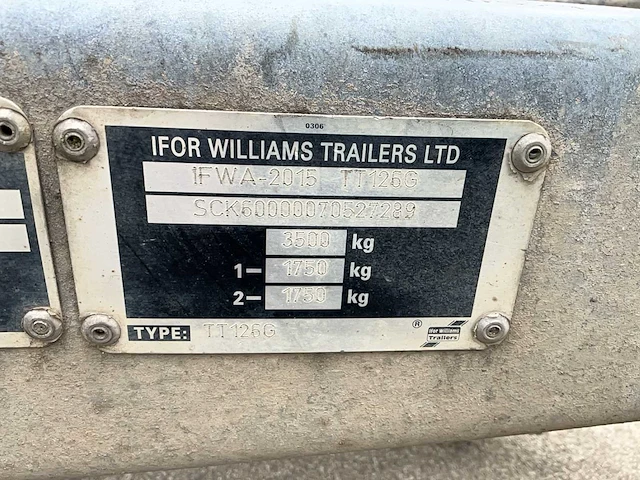 0306
IFOR WILLIAMS TRAILERS LTD
IFWA-2015 TT126G
SCK60000070527289
3500 kg
1- 1750 kg
2- 1750 kg
TYPE: TT126G ®
Ifor Williams
Trailers